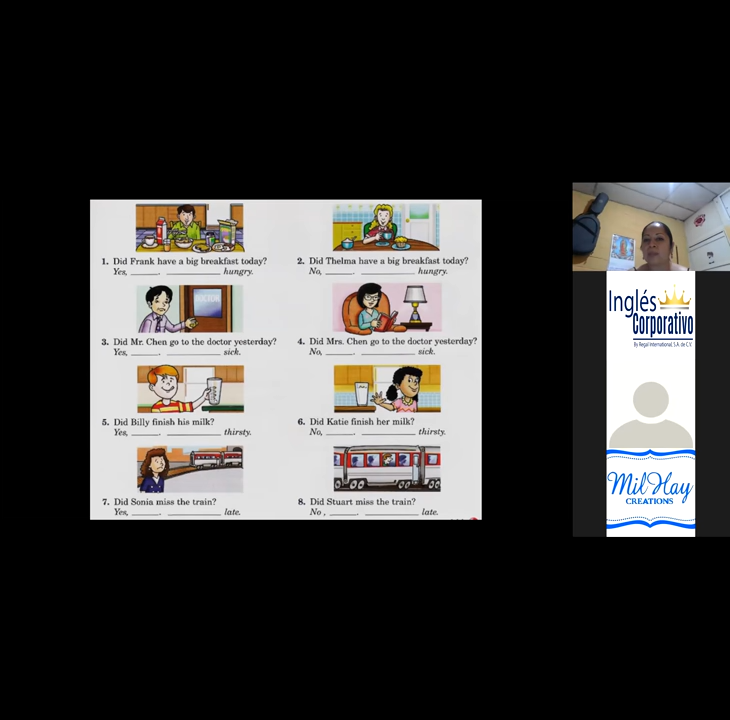 1. Did Frank have a big breakfast today?
Yes, ______. ____________ hungry.
2. Did Thelma have a big breakfast today?
No, ______. ____________ hungry.
DOCTOR
3. Did Mr. Chen go to the doctor yesterday?
Yes, ______. ____________ sick.
4. Did Mrs. Chen go to the doctor yesterday?
No, ______. ____________ sick.
5. Did Billy finish his milk?
Yes, ______. ____________ thirsty.
6. Did Katie finish her milk?
No, ______. ____________ thirsty.
7. Did Sonia miss the train?
Yes, ______. ____________ late.
8. Did Stuart miss the train?
No , ______. ____________ late.
Inglés
Corporativo
By Regal International, S.A. de C.V.
Mil Hay
CREATIONS